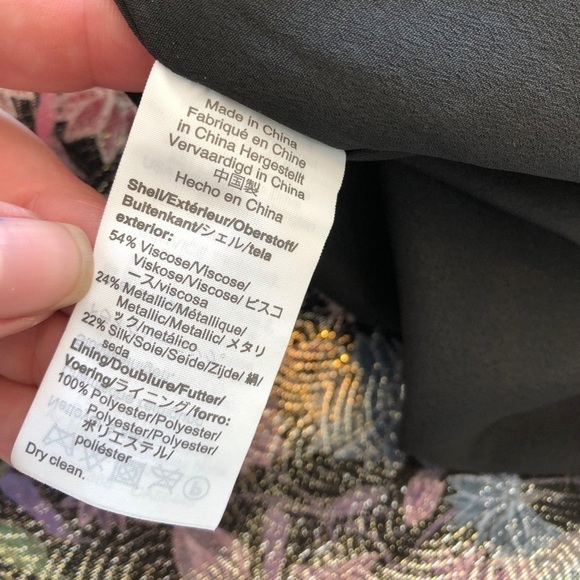 Made in China
Fabriqué en Chine
In China Hergestellt
Vervaardigd in China
中国製
Hecho en China
Shell/Extérieur/Oberstoff/
Buitenkant/シェル/tela
exterior:
54% Viscose/Viscose/
Viskose/Viscose/ ビスコ
ース/viscosa
24% Metallic/Métallique/
Metallic/Metallic/ メタリ
ック/metálico
22% Silk/Soie/Seide/Zijde/ 絹/
seda
Lining/Doublure/Futter/
Voering/ライニング/forro:
100% Polyester/Polyester/
Polyester/Polyester/
ポリエステル/
poliéster
Dry clean.